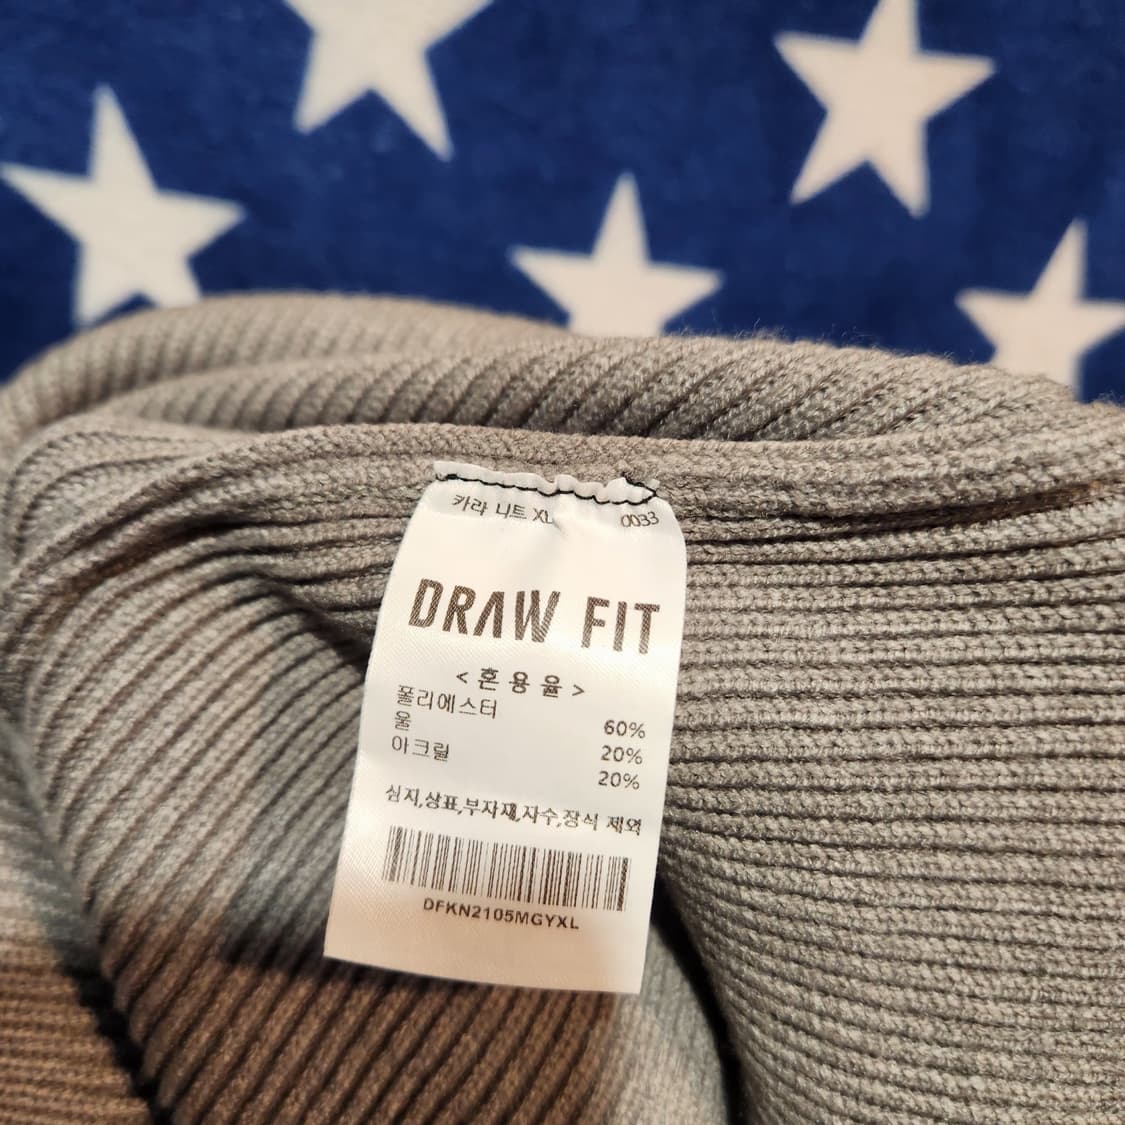 카라 니트 XL 0033
DRAW FIT
<혼용율>
폴리에스터 60%
울 20%
아크릴 20%
심지,상표,부자재,자수,장식 제외
DFKN2105MGYXL